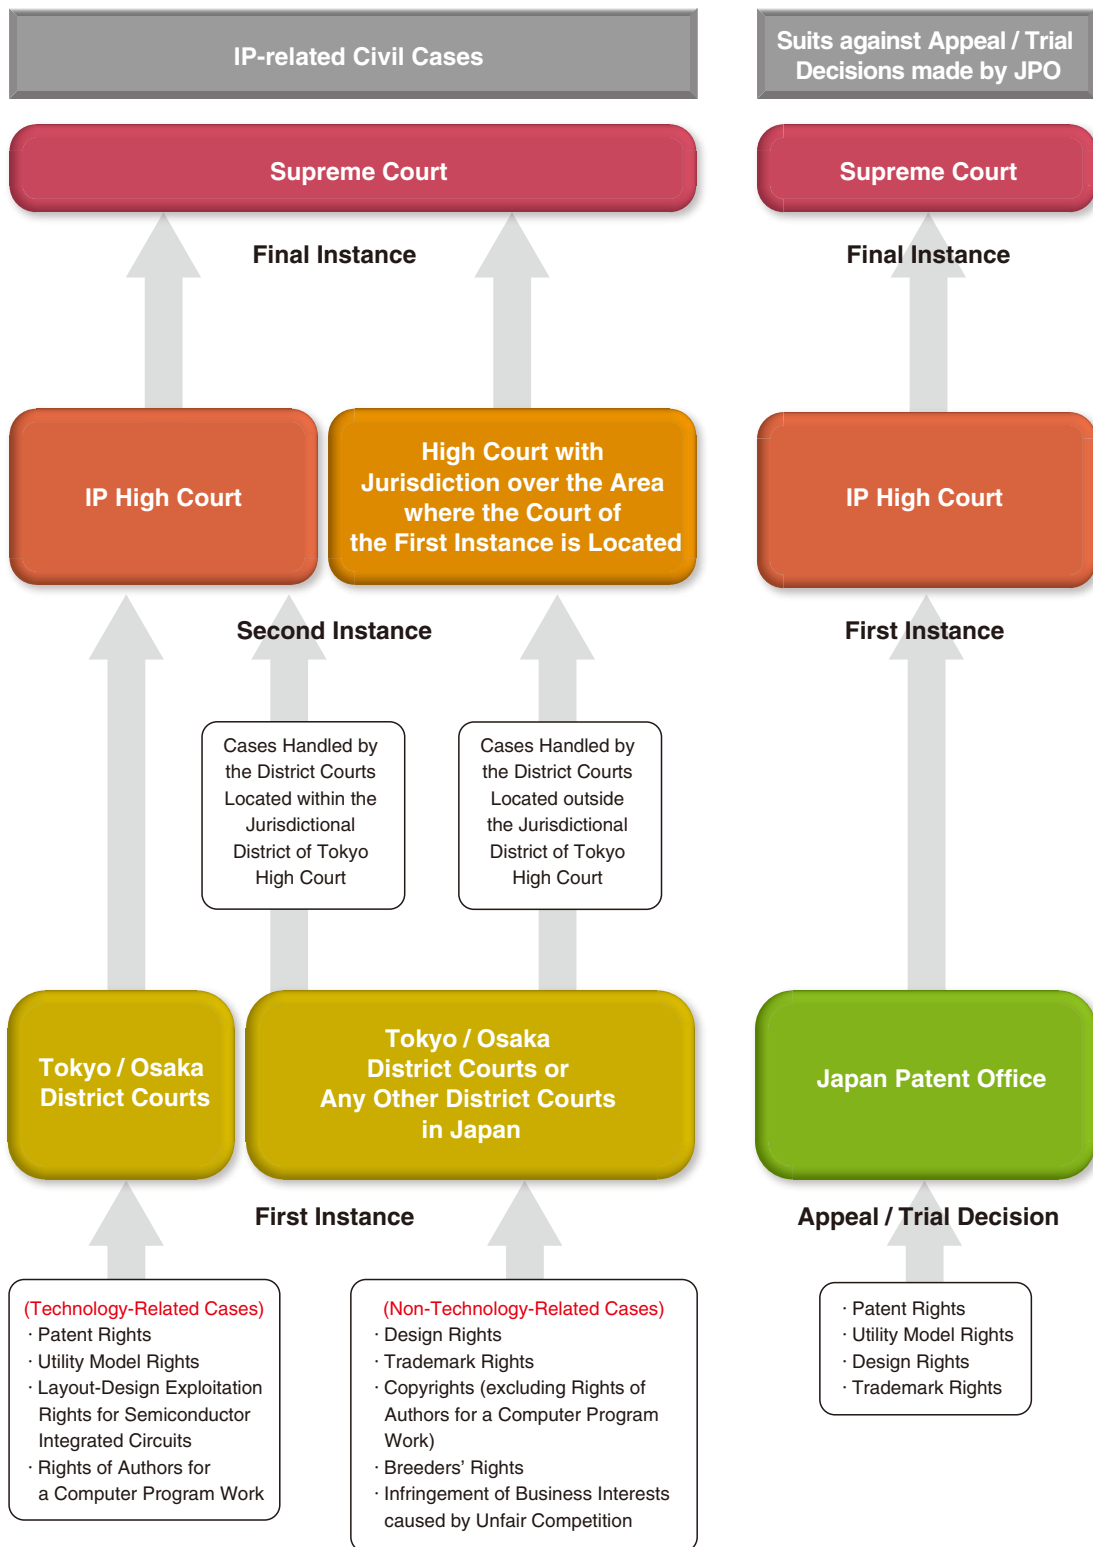 IP-related Civil Cases
Supreme Court
Final Instance
IP High Court
High Court with
Jurisdiction over the Area
where the Court of
the First Instance is Located
Second Instance
Cases Handled by
the District Courts
Located within the
Jurisdictional
District of Tokyo
High Court
Cases Handled by
the District Courts
Located outside
the Jurisdictional
District of Tokyo
High Court
Tokyo / Osaka
District Courts
Tokyo / Osaka
District Courts or
Any Other District Courts
in Japan
First Instance
(Technology-Related Cases)
· Patent Rights
· Utility Model Rights
· Layout-Design Exploitation
Rights for Semiconductor
Integrated Circuits
· Rights of Authors for
a Computer Program Work
(Non-Technology-Related Cases)
· Design Rights
· Trademark Rights
· Copyrights (excluding Rights of
Authors for a Computer Program
Work)
· Breeders' Rights
· Infringement of Business Interests
caused by Unfair Competition
Suits against Appeal / Trial
Decisions made by JPO
Supreme Court
Final Instance
IP High Court
First Instance
Japan Patent Office
Appeal / Trial Decision
· Patent Rights
· Utility Model Rights
· Design Rights
· Trademark Rights